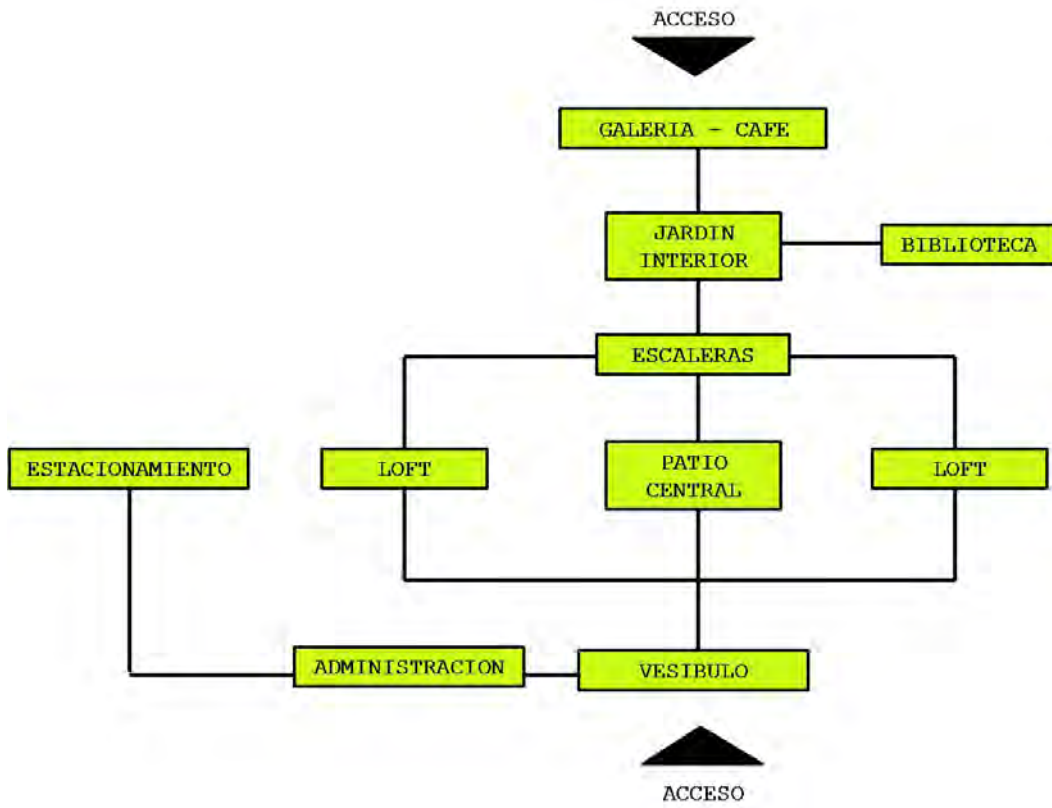 ACCESO
GALERIA - CAFE
JARDIN
INTERIOR
BIBLIOTECA
ESCALERAS
ESTACIONAMIENTO
LOFT
PATIO
CENTRAL
LOFT
ADMINISTRACION
VESIBULO
ACCESO